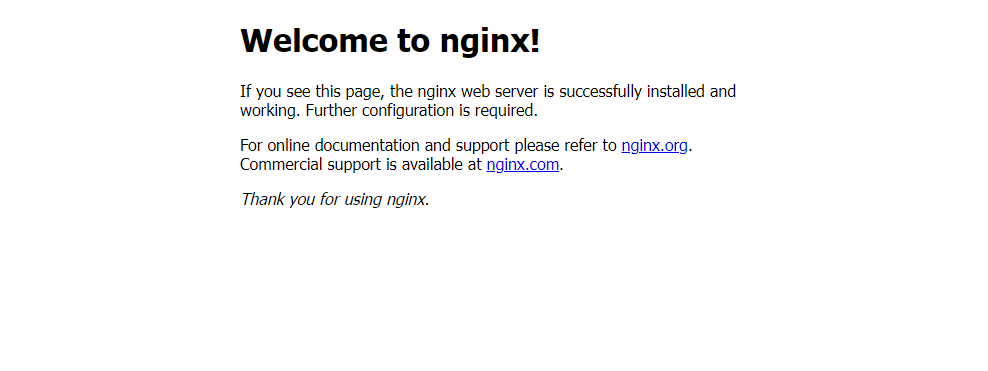 Welcome to nginx!
If you see this page, the nginx web server is successfully installed and
working. Further configuration is required.
For online documentation and support please refer to nginx.org.
Commercial support is available at nginx.com.
Thank you for using nginx.